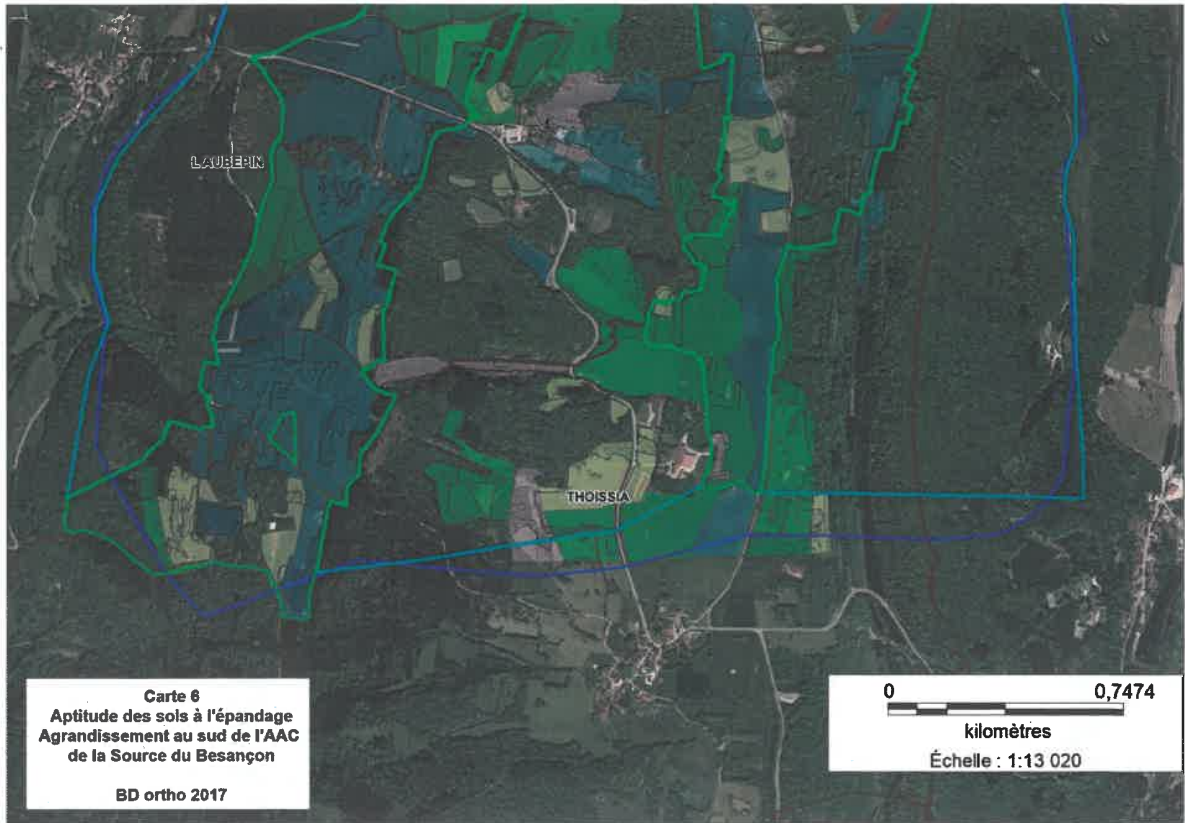 L AUBEPIN
THOISSIA
Carte 6
Aptitude des sols à l'épandage
Agrandissement au sud de l'AAC
de la Source du Besançon
BD ortho 2017
0 0,7474
kilomètres
Échelle : 1:13 020